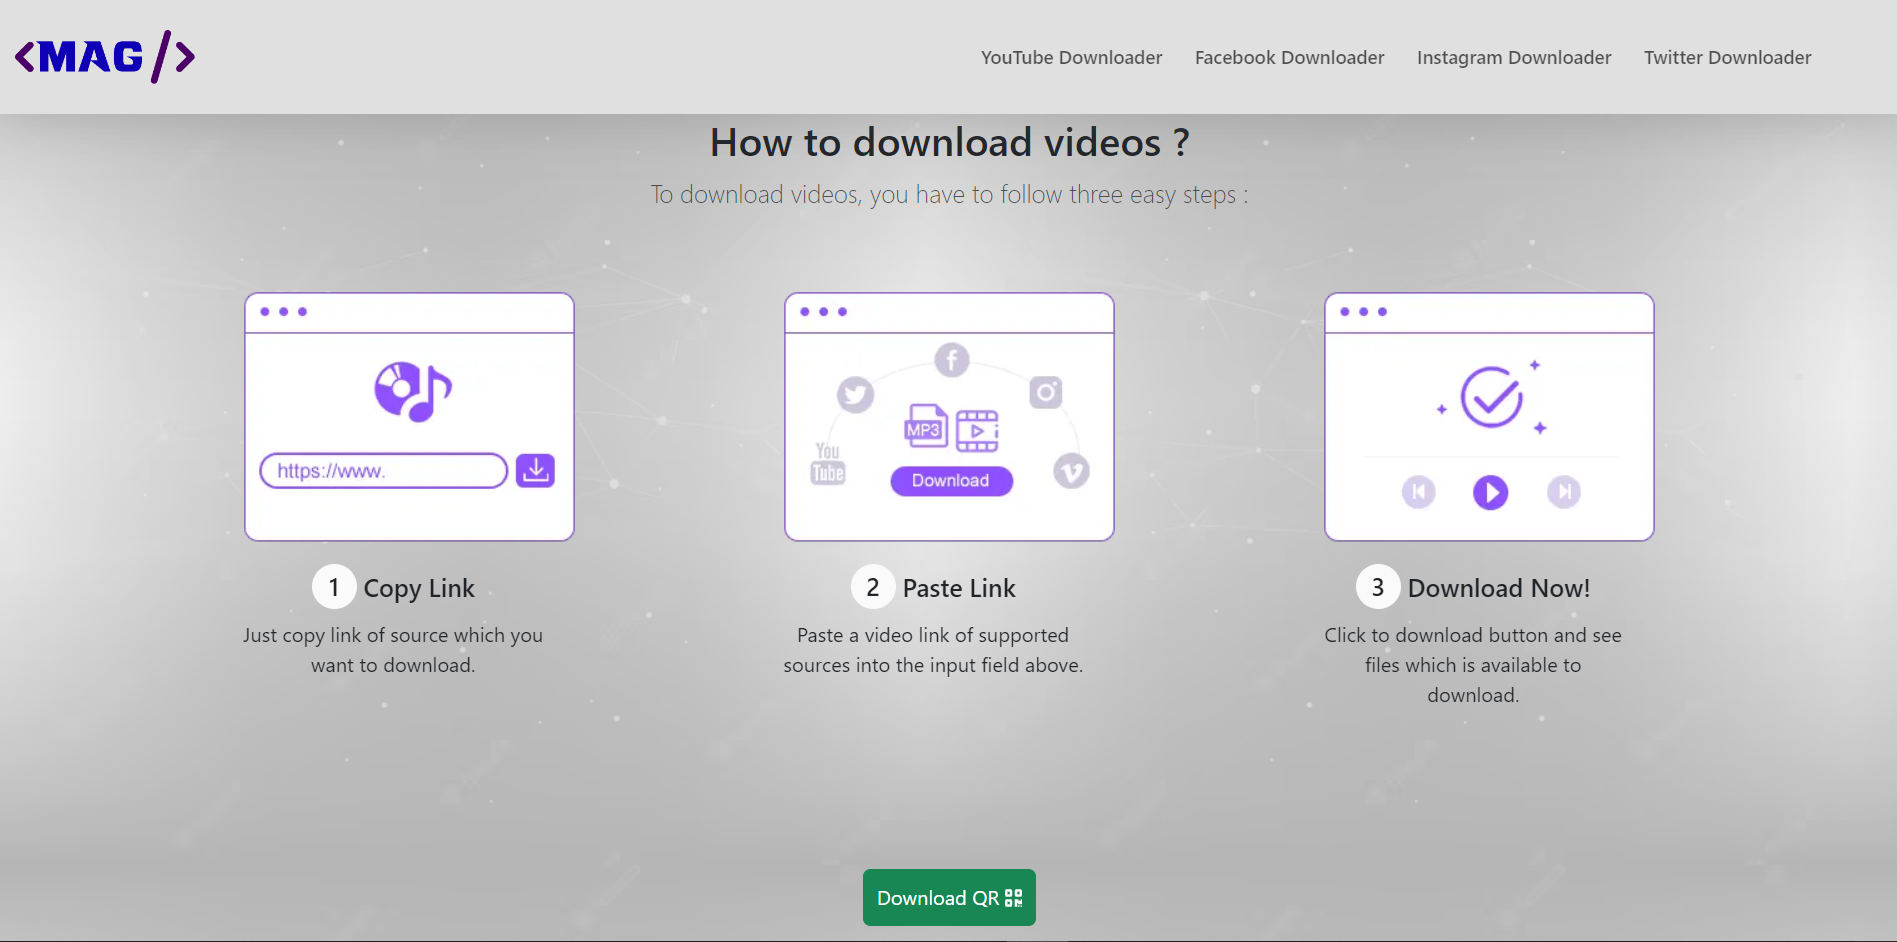 <MAG/>
YouTube Downloader Facebook Downloader Instagram Downloader Twitter Downloader
How to download videos ?
To download videos, you have to follow three easy steps :
https://www.
You
Tube
MP3
Download
1 Copy Link
Just copy link of source which you
want to download.
2 Paste Link
Paste a video link of supported
sources into the input field above.
3 Download Now!
Click to download button and see
files which is available to
download.
Download QR